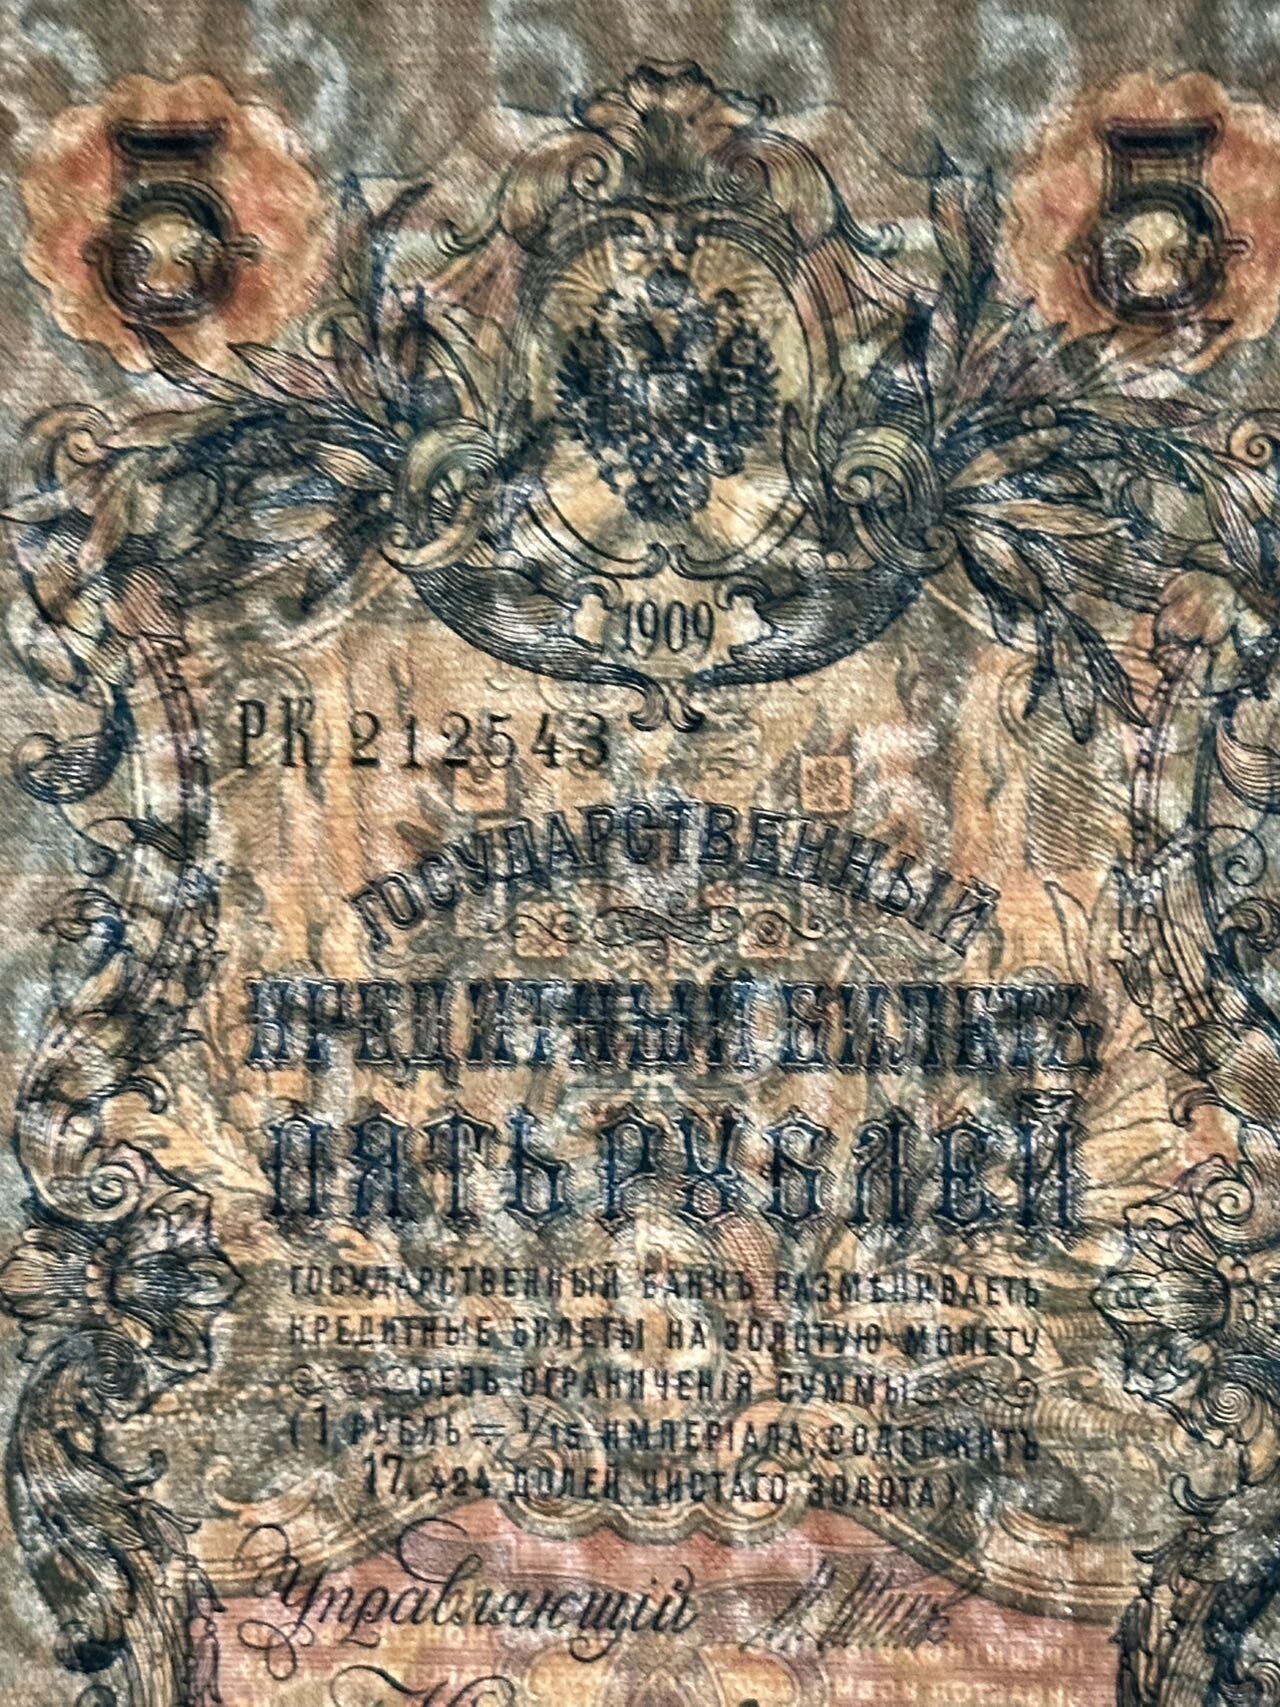 5 5
1909
РК 212543
ГОСУДАРСТВЕННЫЙ
КРЕДИТНЫЙ БИЛЕТЪ
ПЯТЬ РУБЛЕЙ
ГОСУДАРСТВЕННЫЙ БАНКЪ РАЗМѢНИВАЕТЪ
КРЕДИТНЫЕ БИЛЕТЫ НА ЗОЛОТУЮ МОНЕТУ
БЕЗЪ ОГРАНИЧЕНІЯ СУММЫ
(1 РУБЛЬ = 1/15 ИМПЕРІАЛА, СОДЕРЖИТЪ
17,424 ДОЛЕЙ ЧИСТАГО ЗОЛОТА).
Управляющій